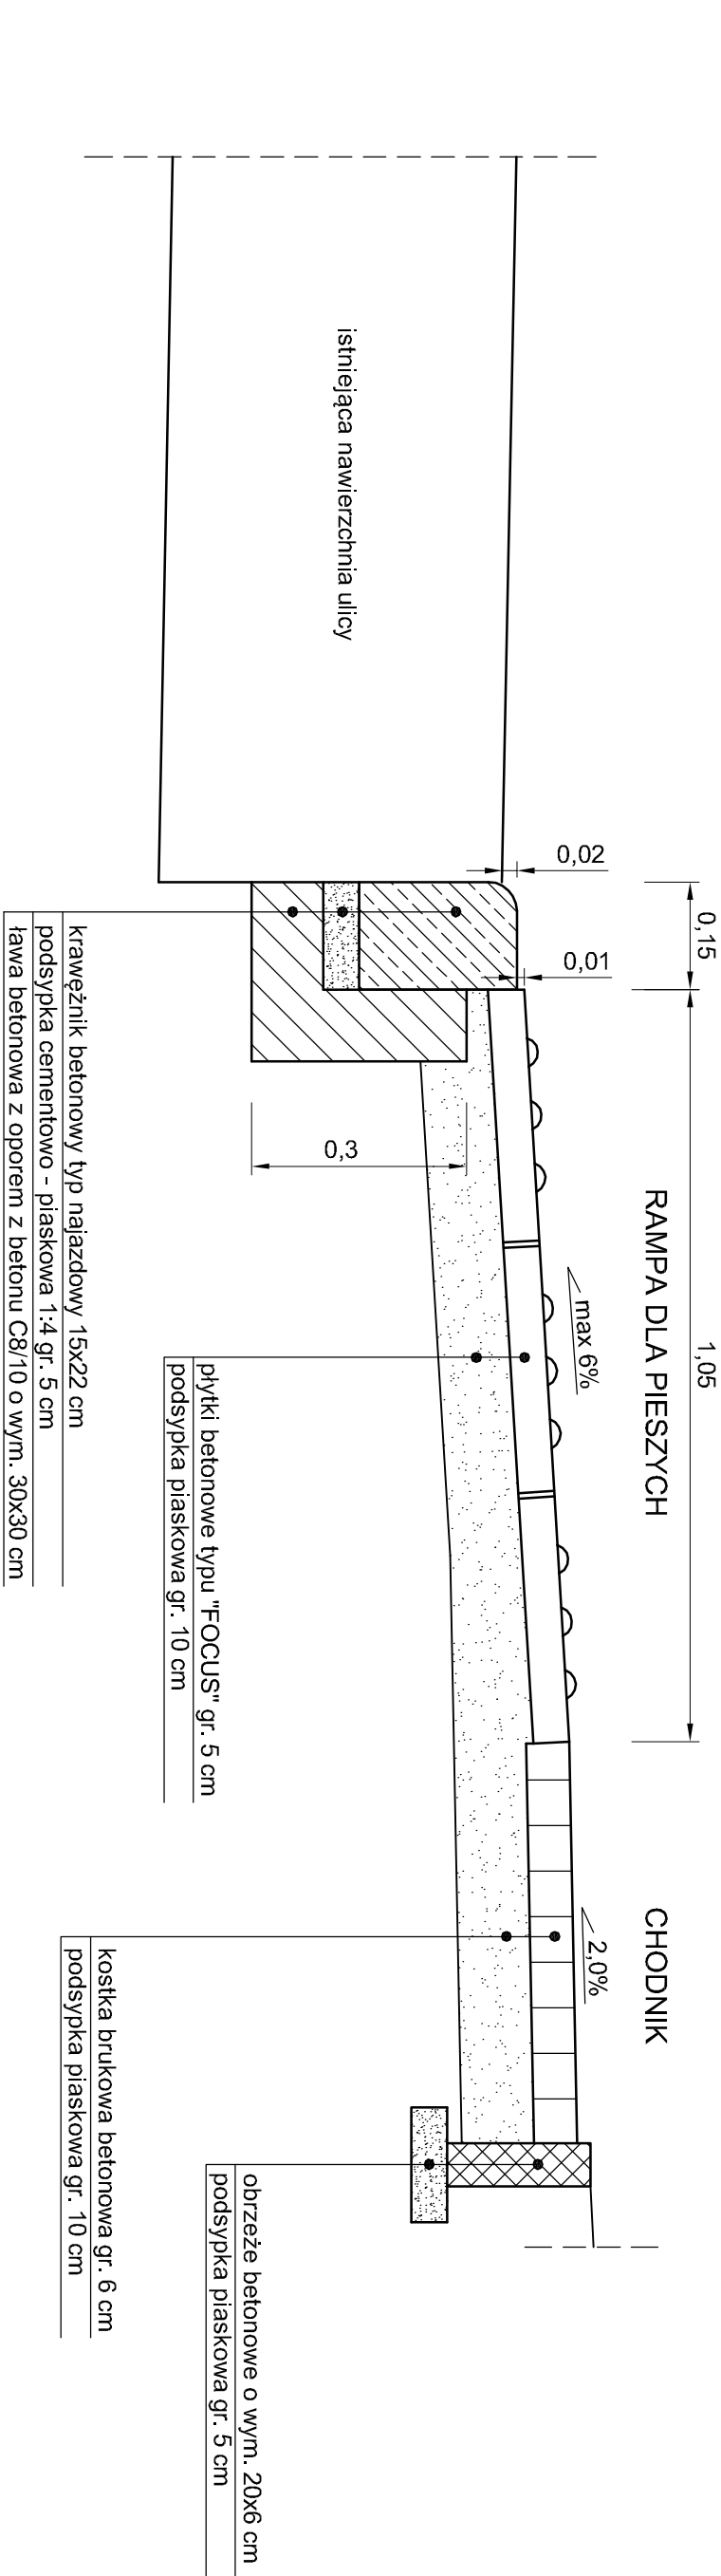 0,15
1,05
RAMPA DLA PIESZYCH
CHODNIK
0,02
0,01
max 6%
2,0%
istniejąca nawierzchnia ulicy
0,3
obrzeże betonowe o wym. 20x6 cm
podsypka piaskowa gr. 5 cm
płytki betonowe typu "FOCUS" gr. 5 cm
podsypka piaskowa gr. 10 cm
kostka brukowa betonowa gr. 6 cm
podsypka piaskowa gr. 10 cm
krawężnik betonowy typ najazdowy 15x22 cm
podsypka cementowo - piaskowa 1:4 gr. 5 cm
ława betonowa z oporem z betonu C8/10 o wym. 30x30 cm